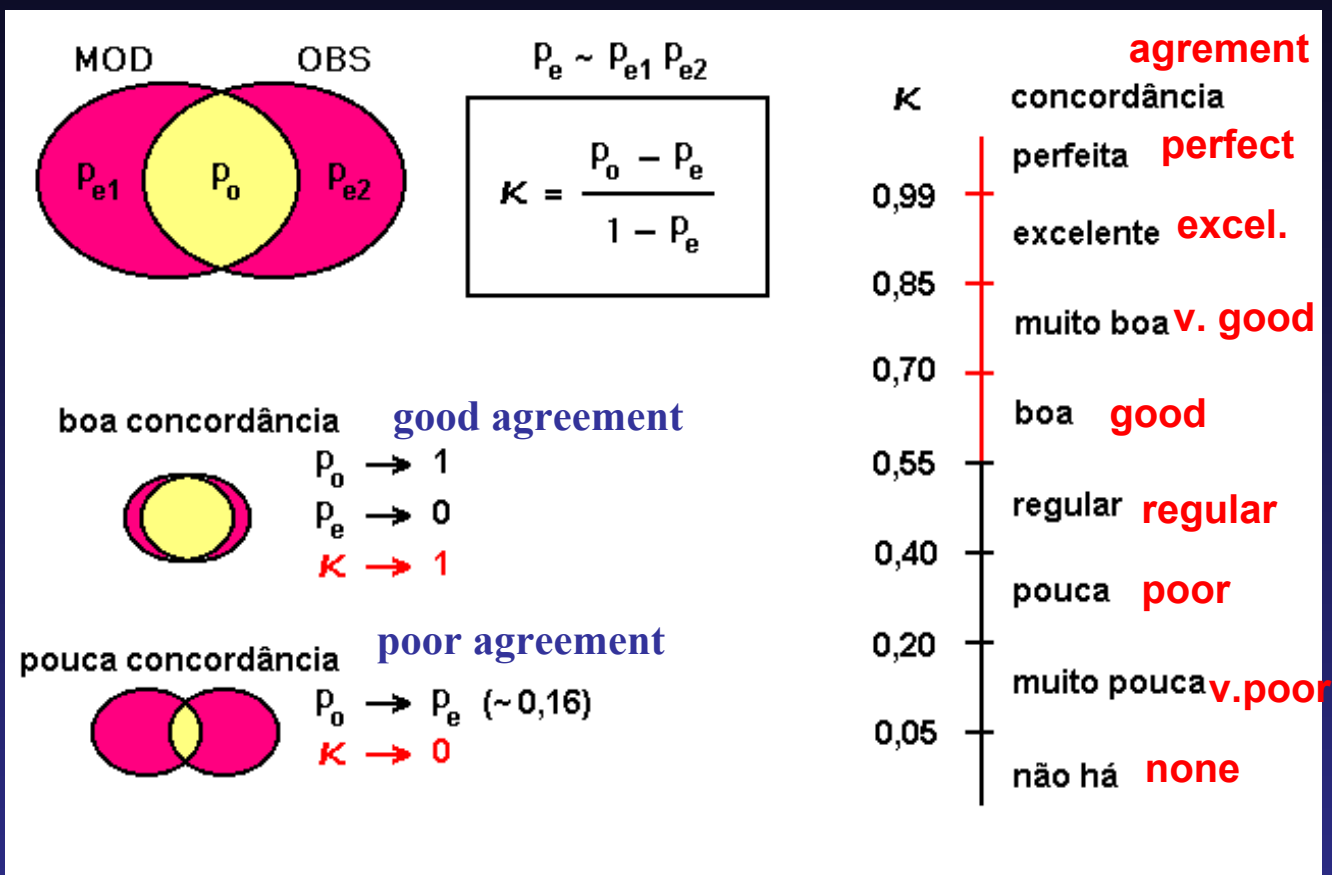 MOD OBS
pe1 po pe2
pe ~ pe1 pe2
κ = po – pe
1 – pe
agrement
κ concordância
perfeita perfect
0,99
excelente excel.
0,85
muito boa v. good
0,70
boa good
0,55
regular regular
0,40
pouca poor
0,20
muito pouca v.poor
0,05
não há none
boa concordância good agreement
po → 1
pe → 0
κ → 1
pouca concordância poor agreement
po → pe (~0,16)
κ → 0